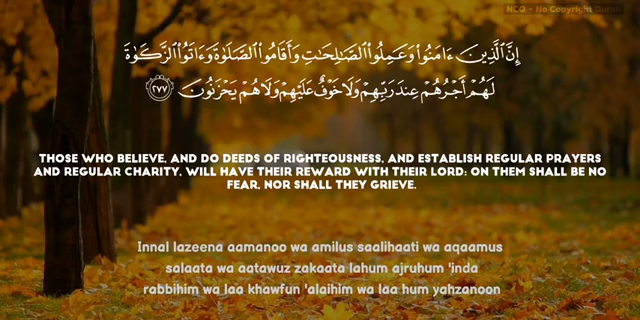 NCQ - No Copyright Quran
إِنَّ ٱلَّذِينَ ءَامَنُوا۟ وَعَمِلُوا۟ ٱلصَّـٰلِحَـٰتِ وَأَقَامُوا۟ ٱلصَّلَوٰةَ وَءَاتَوُا۟ ٱلزَّكَوٰةَ
لَهُمۡ أَجۡرُهُمۡ عِندَ رَبِّهِمۡ وَلَا خَوۡفٌ عَلَيۡهِمۡ وَلَا هُمۡ يَحۡزَنُونَ ٢٧٧
THOSE WHO BELIEVE, AND DO DEEDS OF RIGHTEOUSNESS, AND ESTABLISH REGULAR PRAYERS
AND REGULAR CHARITY, WILL HAVE THEIR REWARD WITH THEIR LORD: ON THEM SHALL BE NO
FEAR, NOR SHALL THEY GRIEVE.
Innal lazeena aamanoo wa amilus saalihaati wa aqaamus
salaata wa aatawuz zakaata lahum ajruhum 'inda
rabbihim wa laa khawfun 'alaihim wa laa hum yahzanoon